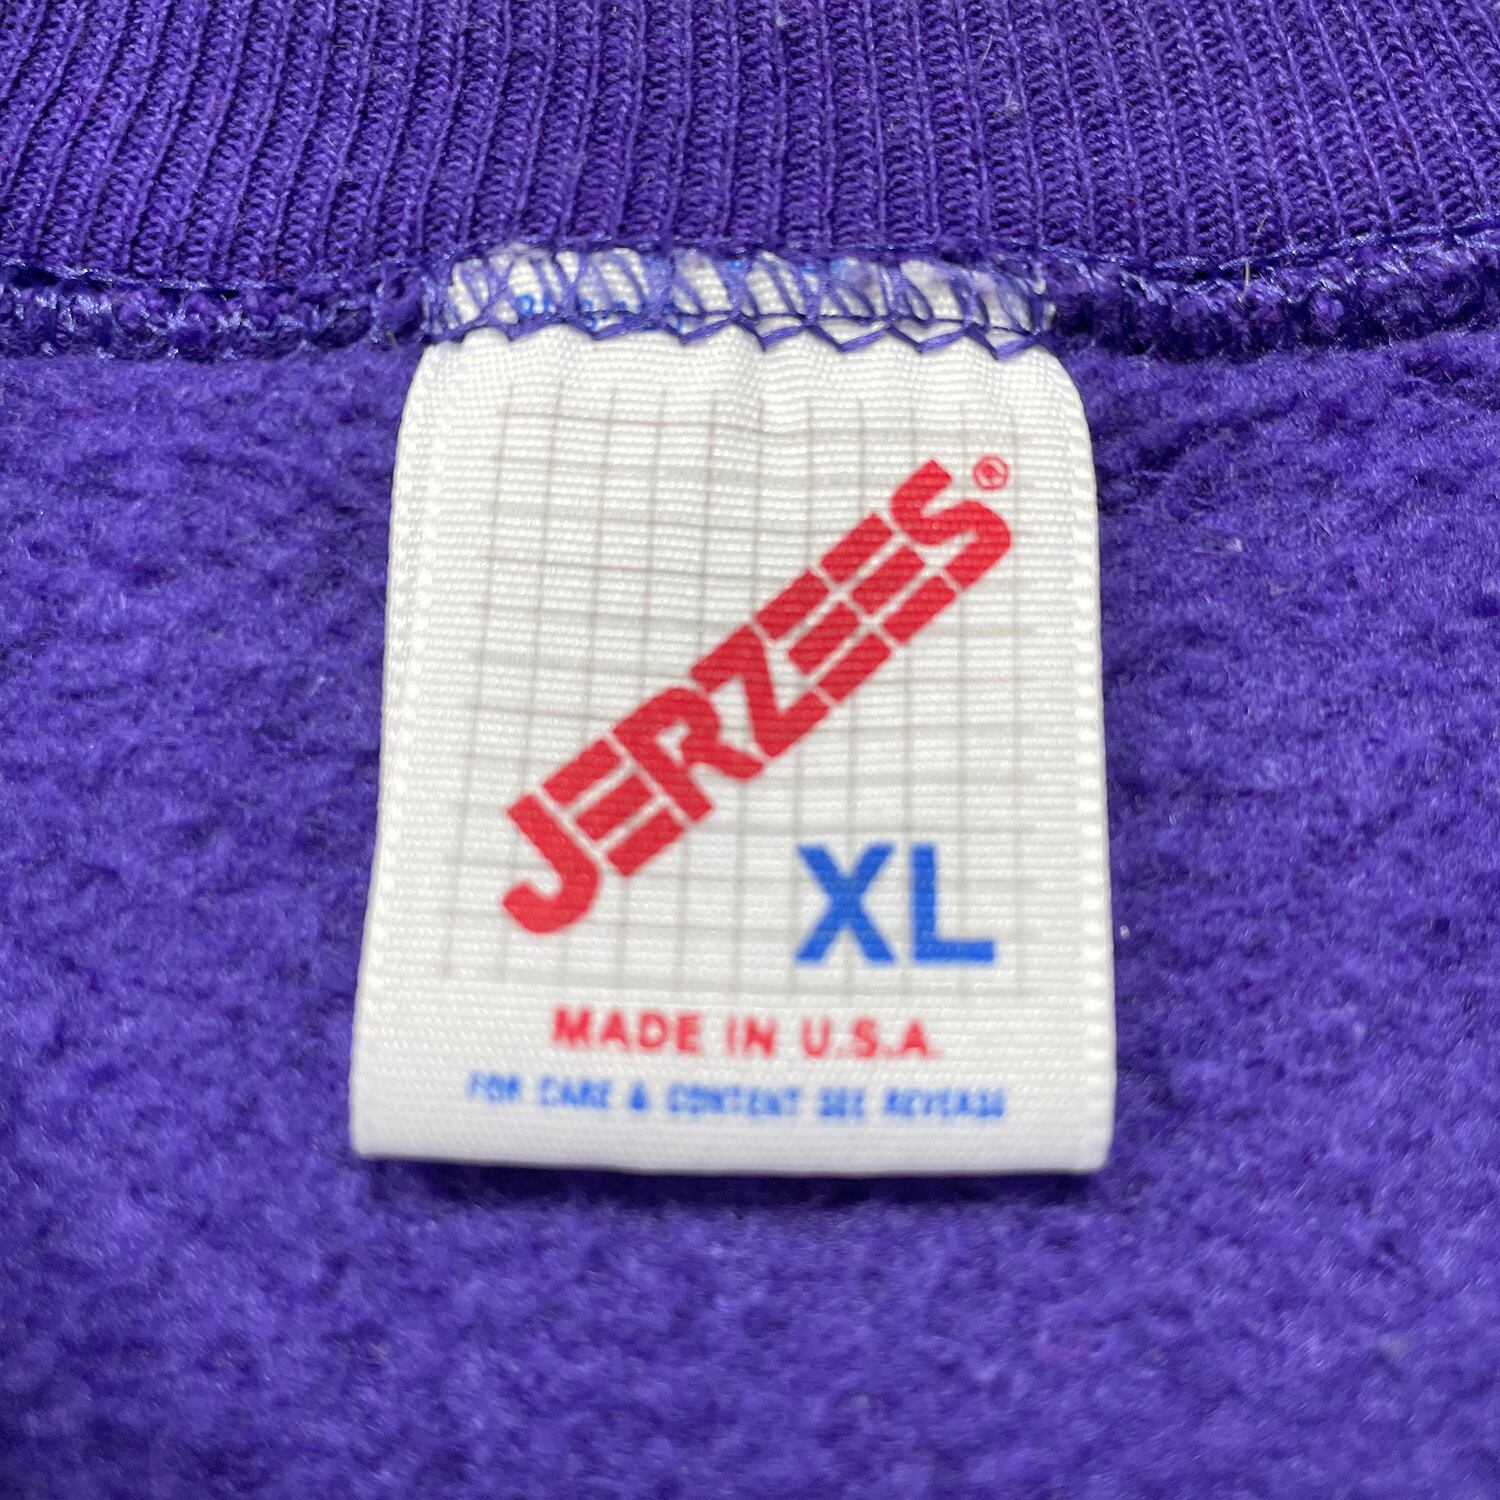 JERZEES®
XL
MADE IN U.S.A.
FOR CARE & CONTENT SEE REVERSE